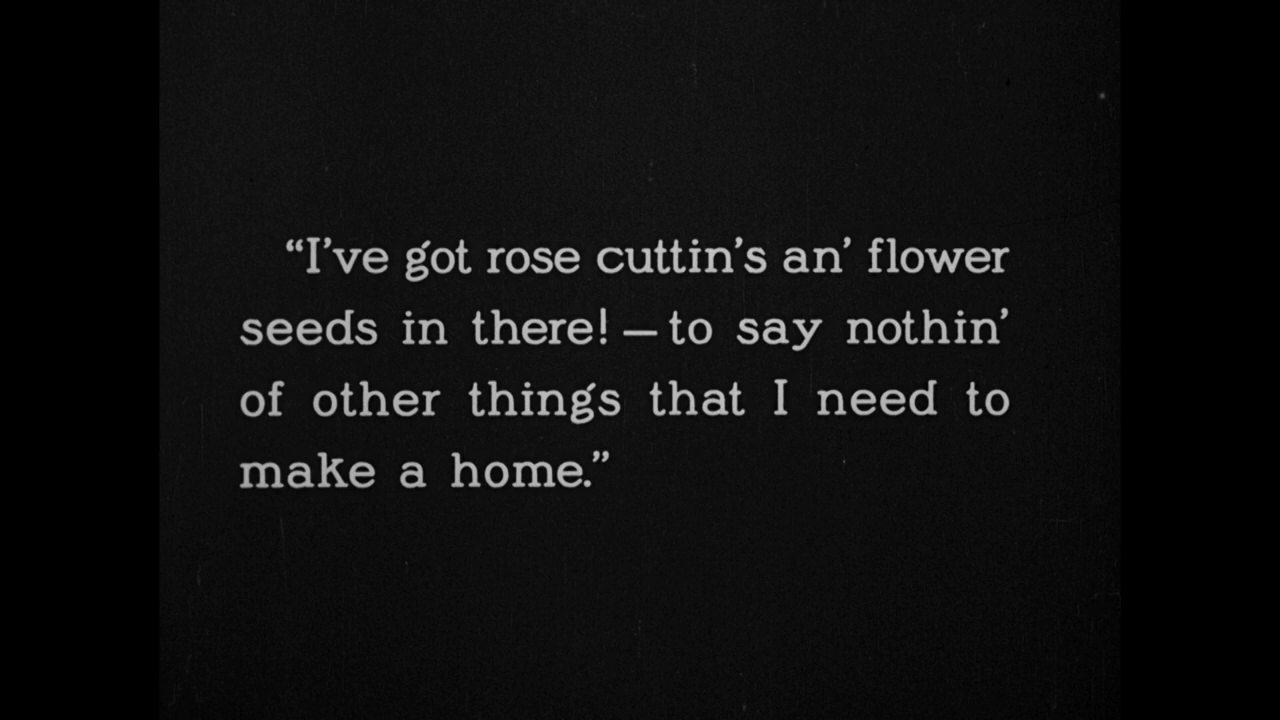 “I’ve got rose cuttin’s an’ flower
seeds in there! — to say nothin’
of other things that I need to
make a home.”